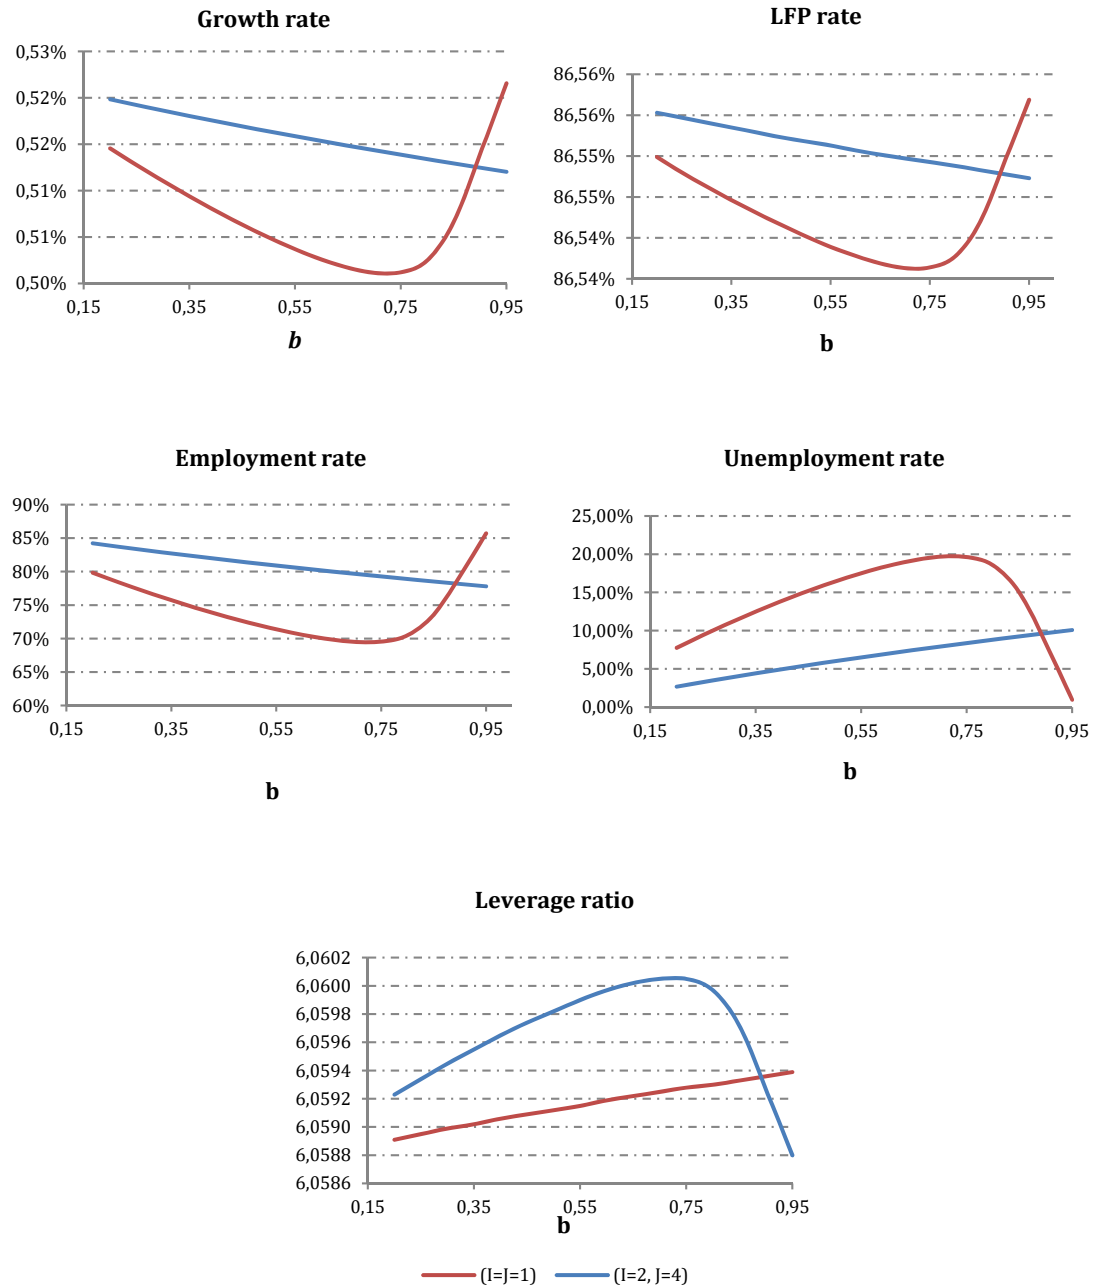 Growth rate
0,53%
0,52%
0,52%
0,51%
0,51%
0,50%
0,15 0,35 0,55 0,75 0,95
b
LFP rate
86,56%
86,56%
86,55%
86,55%
86,54%
86,54%
0,15 0,35 0,55 0,75 0,95
b
Employment rate
90%
85%
80%
75%
70%
65%
60%
0,15 0,35 0,55 0,75 0,95
b
Unemployment rate
25,00%
20,00%
15,00%
10,00%
5,00%
0,00%
0,15 0,35 0,55 0,75 0,95
b
Leverage ratio
6,0602
6,0600
6,0598
6,0596
6,0594
6,0592
6,0590
6,0588
6,0586
0,15 0,35 0,55 0,75 0,95
b
(I=J=1) (I=2, J=4)